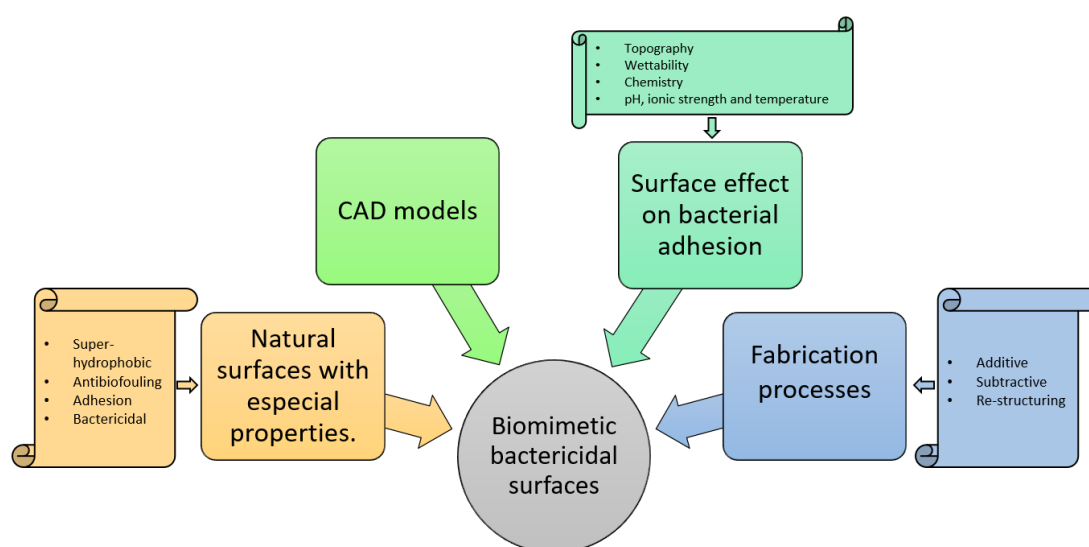 • Topography
• Wettability
• Chemistry
• pH, ionic strength and temperature
CAD models
Surface effect
on bacterial
adhesion
• Super-
hydrophobic
• Antibiofouling
• Adhesion
• Bactericidal
Natural
surfaces with
especial
properties.
Fabrication
processes
• Additive
• Subtractive
• Re-structuring
Biomimetic
bactericidal
surfaces